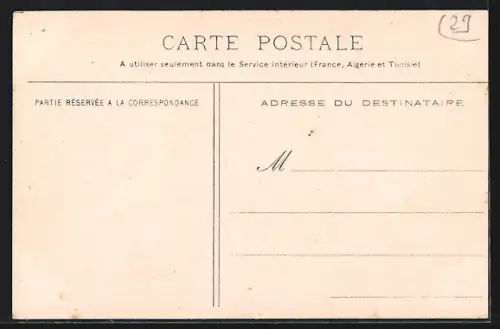 (29
CARTE POSTALE
A utiliser seulement dans le Service intérieur (France, Algérie et Tunisie)
PARTIE RÉSERVÉE A LA CORRESPONDANCE
ADRESSE DU DESTINATAIRE
M